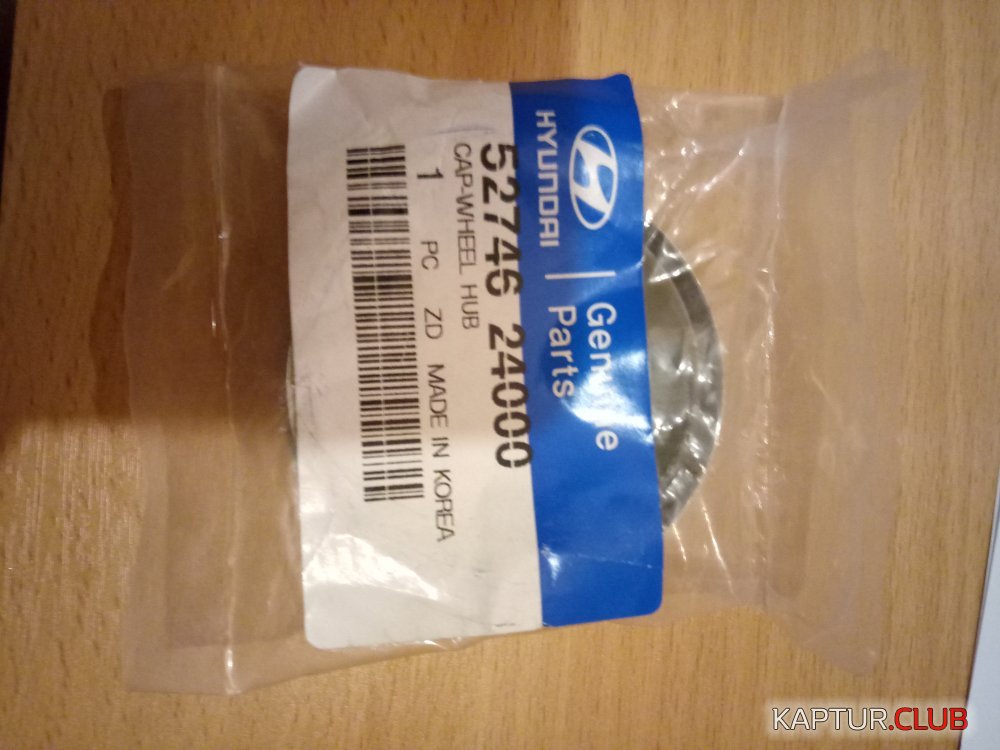 HYUNDAI | Genuine
Parts
52746 24000
CAP-WHEEL HUB
1 PC ZD MADE IN KOREA
KAPTUR.CLUB